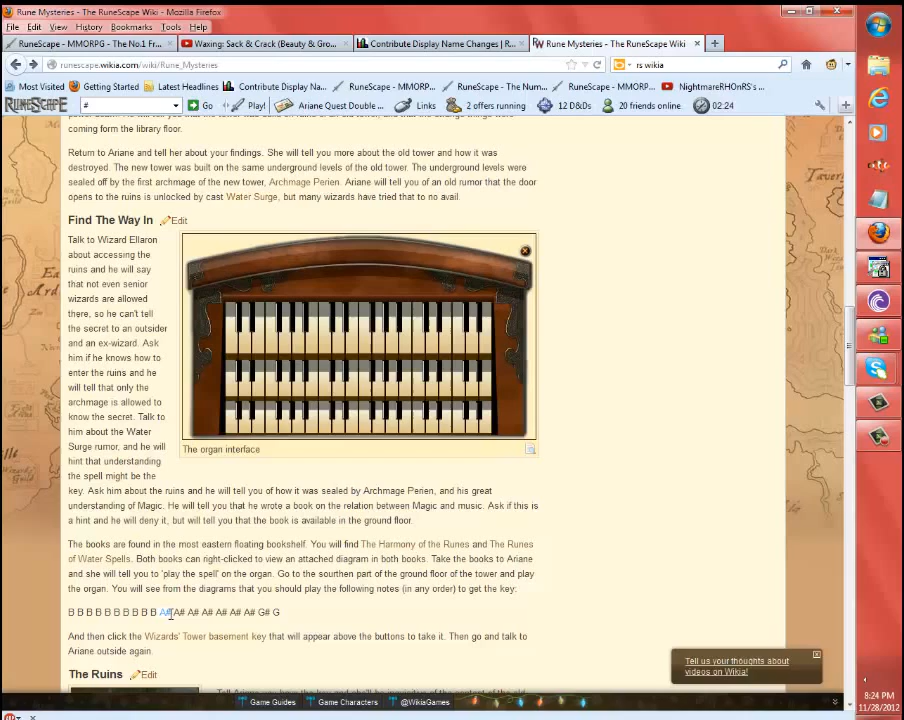 Rune Mysteries - The RuneScape Wiki - Mozilla Firefox
File Edit View History Bookmarks Tools Help
RuneScape - MMORPG - The No.1 Fr...
Waxing: Sack & Crack (Beauty & Gro...
Contribute Display Name Changes | R...
Rune Mysteries - The RuneScape Wiki
runescape.wikia.com/wiki/Rune_Mysteries
rs wikia
Most Visited Getting Started Latest Headlines Contribute Display Na... RuneScape - MMORP... RuneScape - The Num... RuneScape - MMORP... NightmareRHOnRS's ...
RUNESCAPE # Go Play! Ariane Quest Double ... Links 2 offers running 12 D&Ds 20 friends online 02:24
coming form the library floor.
Return to Ariane and tell her about your findings. She will tell you more about the old tower and how it was
destroyed. The new tower was built on the same underground levels of the old tower. The underground levels were
sealed off by the first archmage of the new tower, Archmage Perien. Ariane will tell you of an old rumor that the door
opens to the ruins is unlocked by cast Water Surge, but many wizards have tried that to no avail.
Find The Way In Edit
Talk to Wizard Ellaron
about accessing the
ruins and he will say
that not even senior
wizards are allowed
there, so he can't tell
the secret to an outsider
and an ex-wizard. Ask
him if he knows how to
enter the ruins and he
will tell that only the
archmage is allowed to
know the secret. Talk to
him about the Water
Surge rumor, and he will
hint that understanding
the spell might be the
The organ interface
key. Ask him about the ruins and he will tell you of how it was sealed by Archmage Perien, and his great
understanding of Magic. He will tell you that he wrote a book on the relation between Magic and music. Ask if this is
a hint and he will deny it, but will tell you that the book is available in the ground floor.
The books are found in the most eastern floating bookshelf. You will find The Harmony of the Runes and The Runes
of Water Spells. Both books can right-clicked to view an attached diagram in both books. Take the books to Ariane
and she will tell you to 'play the spell' on the organ. Go to the sourthen part of the ground floor of the tower and play
the organ. You will see from the diagrams that you should play the following notes (in any order) to get the key:
B B B B B B B B B B A# A# A# A# A# A# A# G# G
And then click the Wizards' Tower basement key that will appear above the buttons to take it. Then go and talk to
Ariane outside again.
The Ruins Edit
Tell us your thoughts about
videos on Wikia!
Game Guides Game Characters @WikiaGames
8:24 PM
11/28/2012